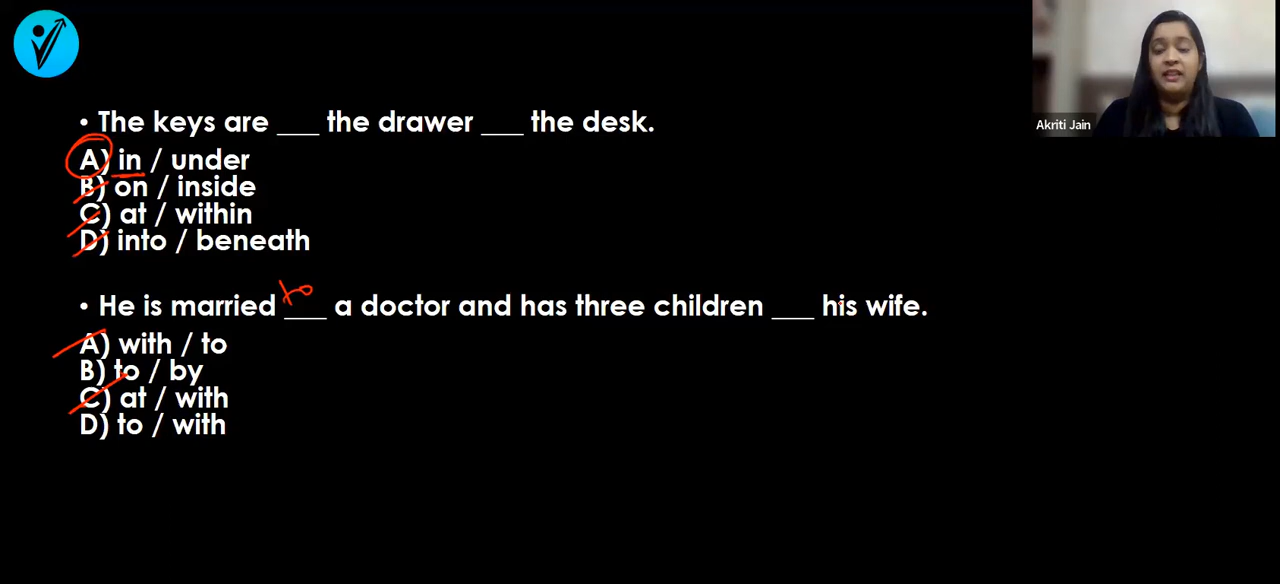 • The keys are ___ the drawer ___ the desk.
A) in / under
B) on / inside
C) at / within
D) into / beneath
to
• He is married ___ a doctor and has three children ___ his wife.
A) with / to
B) to / by
C) at / with
D) to / with
Akriti Jain